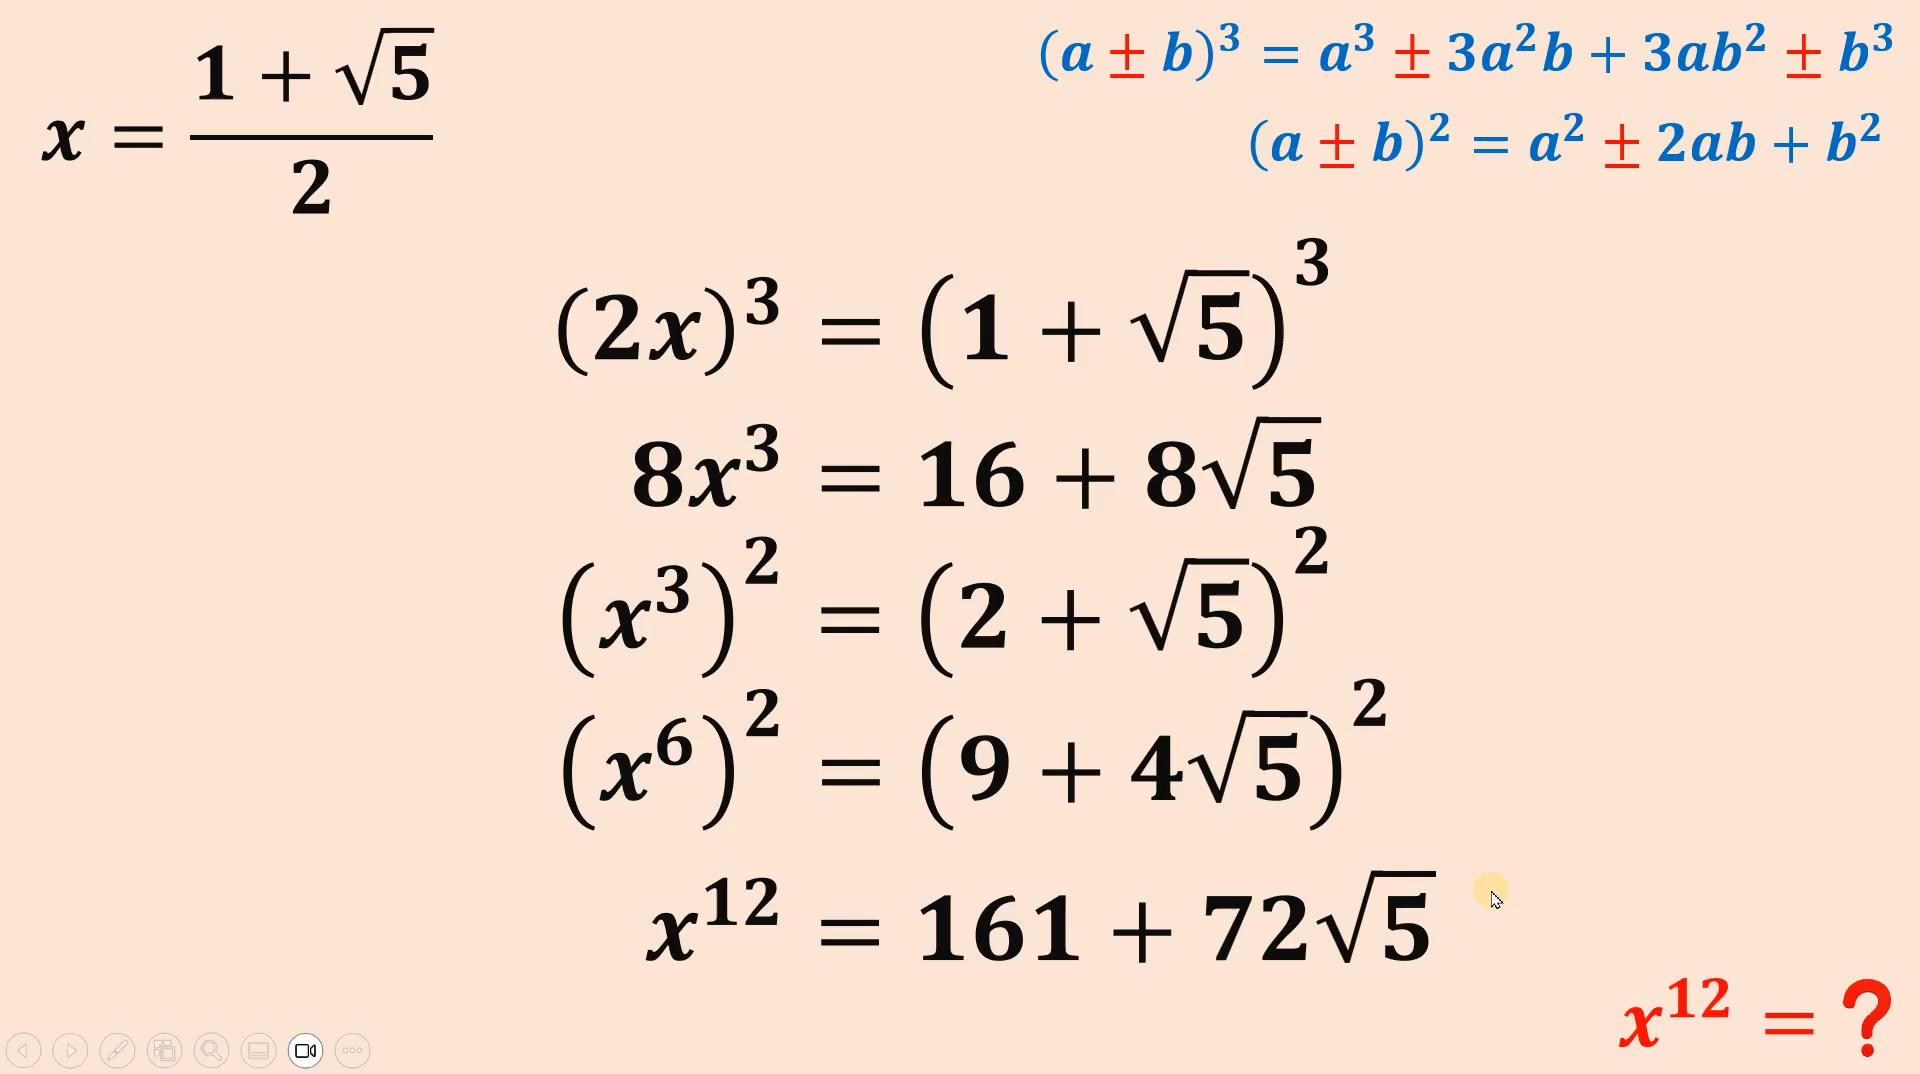 x = (1 + √5)/2
(a ± b)³ = a³ ± 3a²b + 3ab² ± b³
(a ± b)² = a² ± 2ab + b²
(2x)³ = (1 + √5)³
8x³ = 16 + 8√5
(x³)² = (2 + √5)²
(x⁶)² = (9 + 4√5)²
x¹² = 161 + 72√5
x¹² = ?